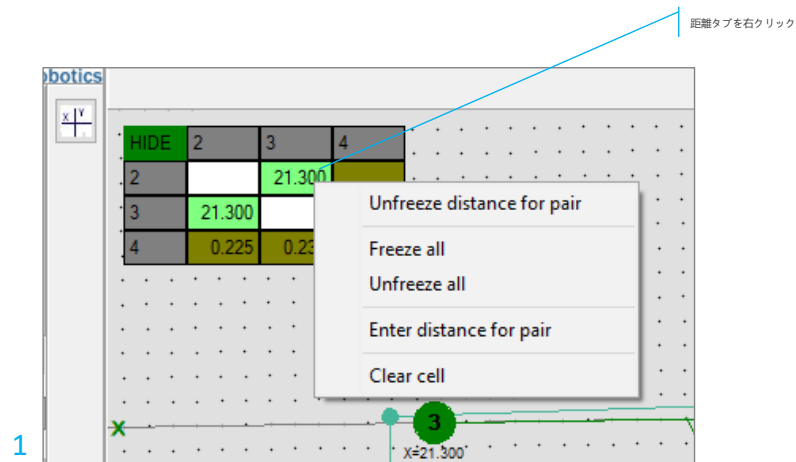 距離タブを右クリック
botics
X Y
HIDE 2 3 4
2 21.300
3 21.300
4 0.225 0.23
Unfreeze distance for pair
Freeze all
Unfreeze all
Enter distance for pair
Clear cell
X
3
X=21.300
1